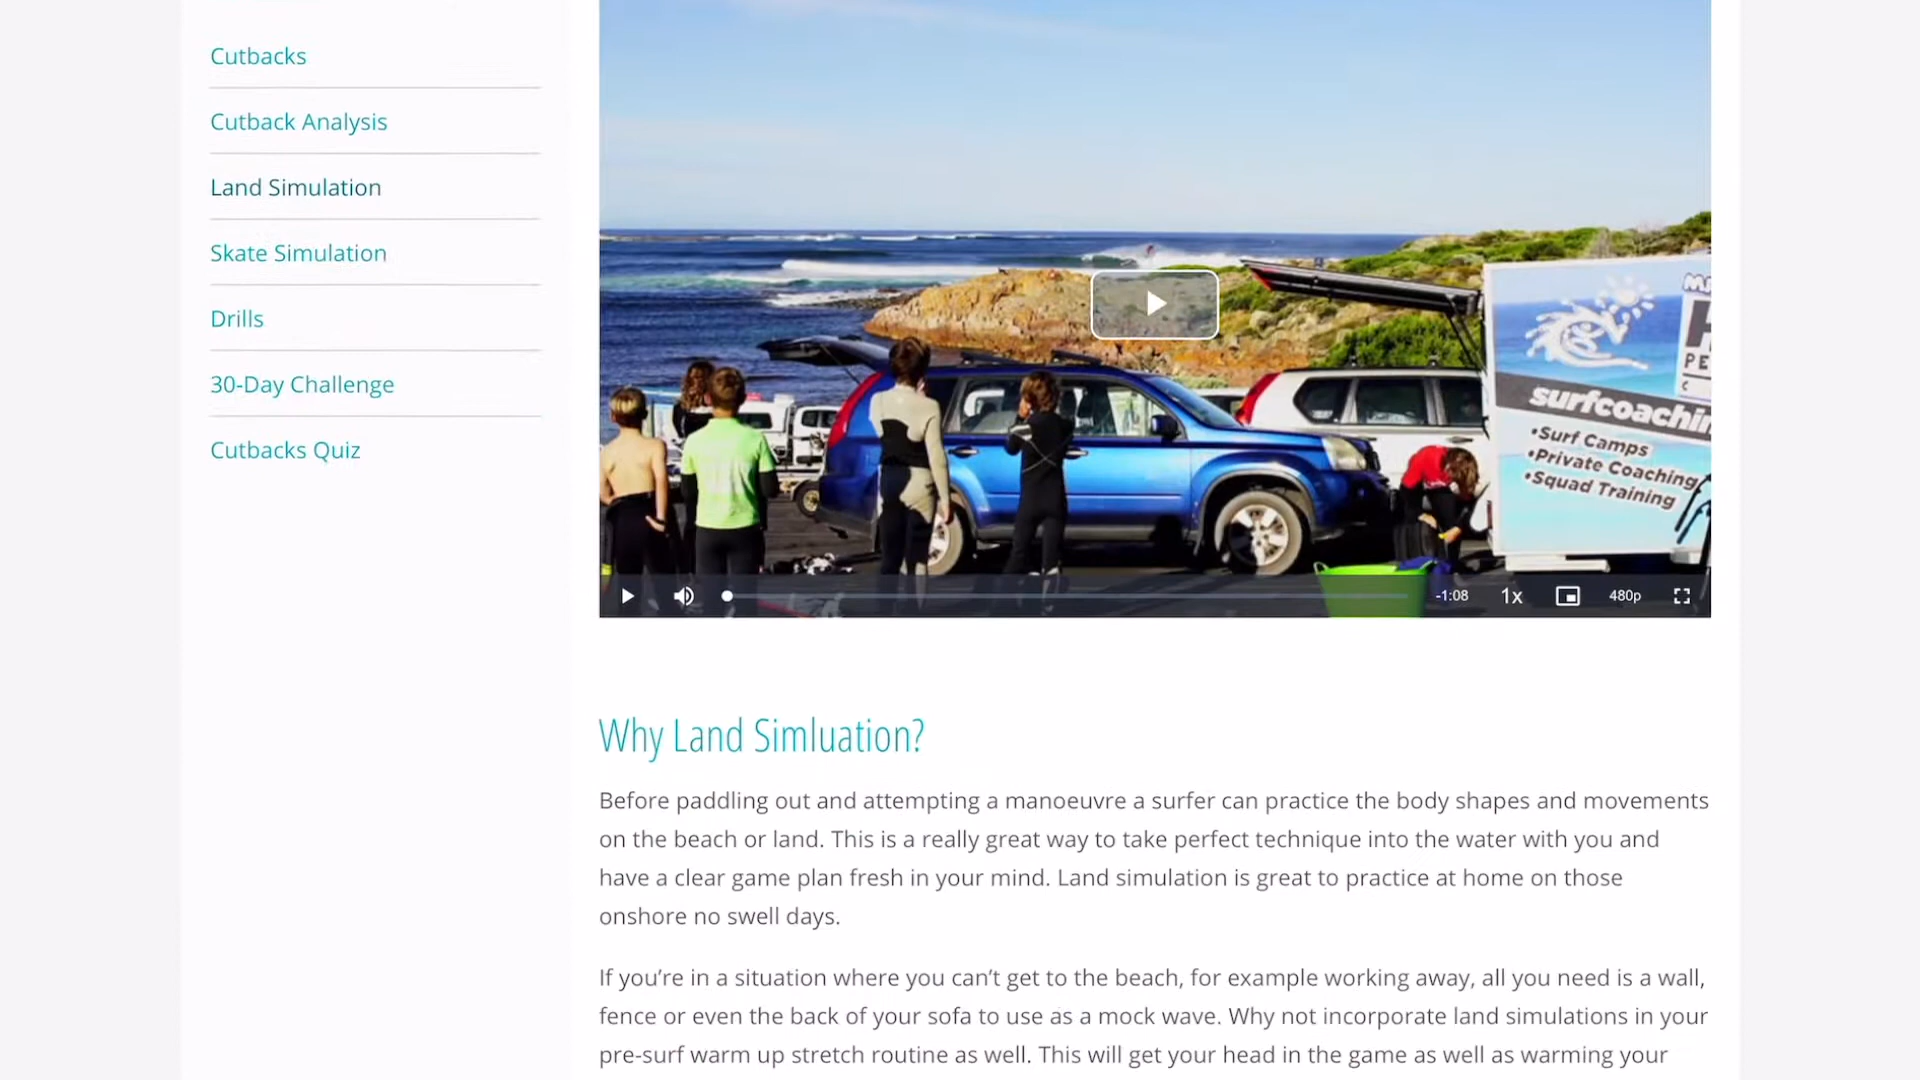 Cutbacks
Cutback Analysis
Land Simulation
Skate Simulation
Drills
30-Day Challenge
Cutbacks Quiz
surfcoachin
•Surf Camps
•Private Coaching
•Squad Training
-1:08
1x
480p
Why Land Simluation?
Before paddling out and attempting a manoeuvre a surfer can practice the body shapes and movements
on the beach or land. This is a really great way to take perfect technique into the water with you and
have a clear game plan fresh in your mind. Land simulation is great to practice at home on those
onshore no swell days.
If you’re in a situation where you can’t get to the beach, for example working away, all you need is a wall,
fence or even the back of your sofa to use as a mock wave. Why not incorporate land simulations in your
pre-surf warm up stretch routine as well. This will get your head in the game as well as warming your